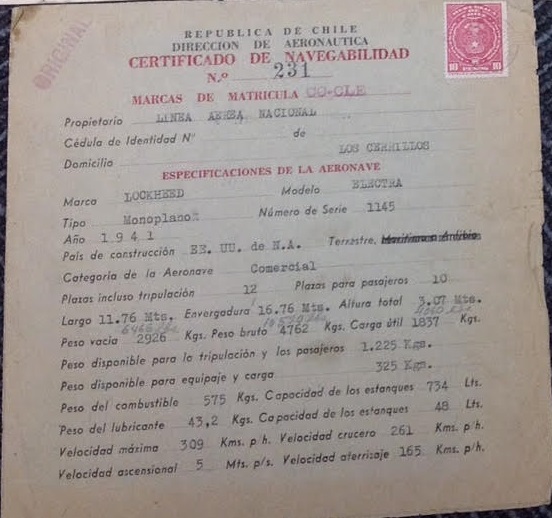 ORIGINAL
REPUBLICA DE CHILE
DIRECCION DE AERONAUTICA
CERTIFICADO DE NAVEGABILIDAD
N.º 231
MARCAS DE MATRICULA CC-CLE
Propietario LINEA AEREA NACIONAL
Cédula de Identidad Nº de
Domicilio LOS CERRILLOS
ESPECIFICACIONES DE LA AERONAVE
Marca LOCKHEED Modelo ELECTRA
Tipo Monoplano Número de Serie 1145
Año 1941
País de construcción EE. UU. de N.A. Terrestre, Marítimo o Anfibio
Categoría de la Aeronave Comercial
Plazas incluso tripulación 12 Plazas para pasajeros 10
Largo 11.76 Mts. Envergadura 16.76 Mts. Altura total 3.07 Mts.
Peso vacío 2926 Kgs. Peso bruto 4762 Kgs. Carga útil 1837 Kgs.
Peso disponible para la tripulación y los pasajeros 1.225 Kgs.
Peso disponible para equipaje y carga 325 Kgs.
Peso del combustible 575 Kgs. Capacidad de los estanques 734 Lts.
Peso del lubricante 43,2 Kgs. Capacidad de los estanques 48 Lts.
Velocidad máxima 309 Kms. p/h. Velocidad crucero 261 Kms. p/h.
Velocidad ascensional 5 Mts. p/s. Velocidad aterrisaje 165 Kms. p/h.